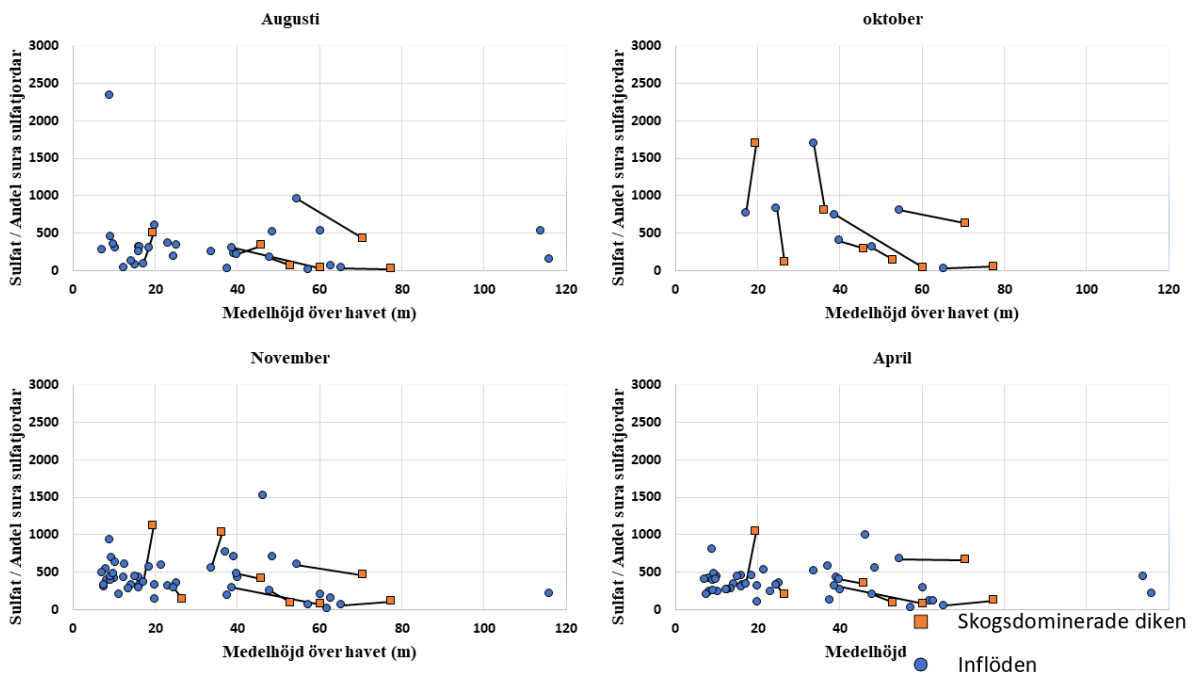 Augusti
Sulfat / Andel sura sulfatjordar
3000
2500
2000
1500
1000
500
0
0 20 40 60 80 100 120
Medelhöjd över havet (m)
oktober
Sulfat / Andel sura sulfatjordar
3000
2500
2000
1500
1000
500
0
0 20 40 60 80 100 120
Medelhöjd över havet (m)
November
Sulfat / Andel sura sulfatjordar
3000
2500
2000
1500
1000
500
0
0 20 40 60 80 100 120
Medelhöjd över havet (m)
April
Sulfat / Andel sura sulfatjordar
3000
2500
2000
1500
1000
500
0
0 20 40
Medelhöjd
Skogsdominerade diken
Inflöden